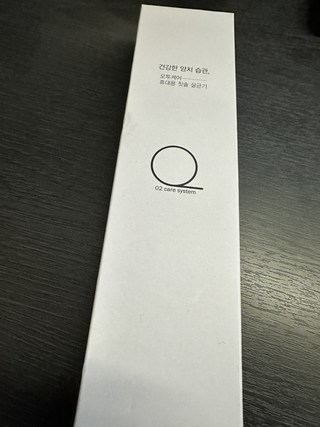 건강한 양치 습관,
오투케어
휴대용 칫솔 살균기
O2 care system